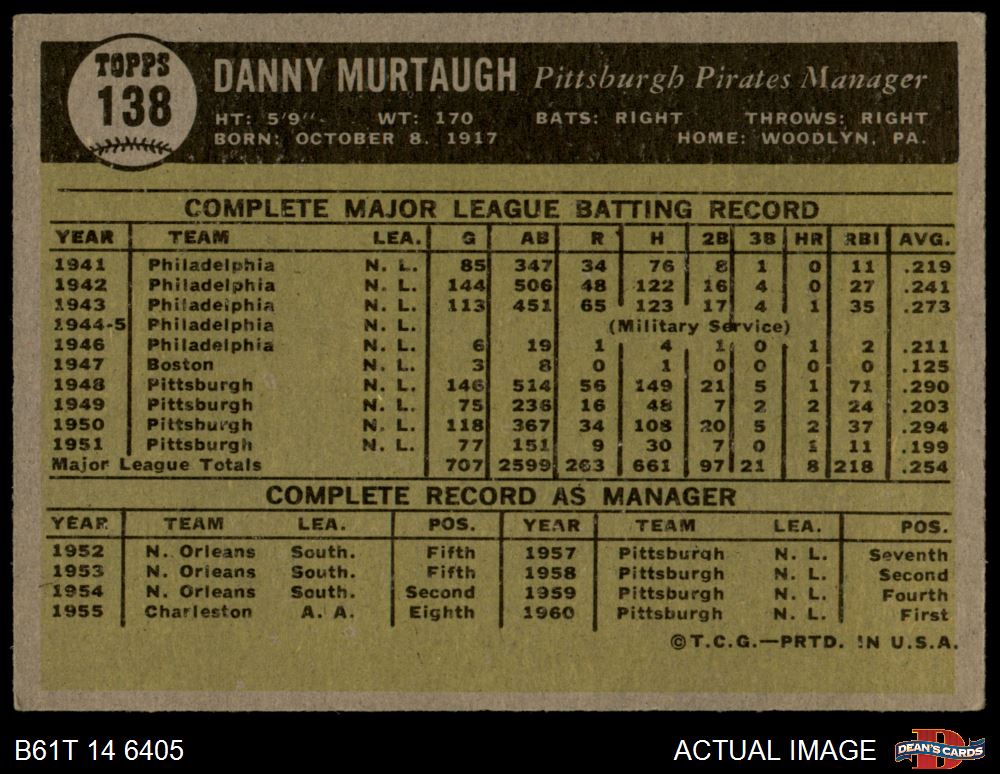 TOPPS
138
DANNY MURTAUGH Pittsburgh Pirates Manager
HT: 5'9" WT: 170 BATS: RIGHT THROWS: RIGHT
BORN: OCTOBER 8, 1917 HOME: WOODLYN, PA.
COMPLETE MAJOR LEAGUE BATTING RECORD
YEAR TEAM LEA. G AB R H 2B 3B HR RBI AVG.
1941 Philadelphia N. L. 85 347 34 76 8 1 0 11 .219
1942 Philadelphia N. L. 144 506 48 122 16 4 0 27 .241
1943 Philadelphia N. L. 113 451 65 123 17 4 1 35 .273
1944-5 Philadelphia N. L. (Military Service)
1946 Philadelphia N. L. 6 19 1 4 1 0 1 2 .211
1947 Boston N. L. 3 8 0 1 0 0 0 0 .125
1948 Pittsburgh N. L. 146 514 56 149 21 5 1 71 .290
1949 Pittsburgh N. L. 75 236 16 48 7 2 2 24 .203
1950 Pittsburgh N. L. 118 367 34 108 20 5 2 37 .294
1951 Pittsburgh N. L. 77 151 9 30 7 0 1 11 .199
Major League Totals 707 2599 263 661 97 21 8 218 .254
COMPLETE RECORD AS MANAGER
YEAR TEAM LEA. POS. YEAR TEAM LEA. POS.
1952 N. Orleans South. Fifth 1957 Pittsburgh N. L. Seventh
1953 N. Orleans South. Fifth 1958 Pittsburgh N. L. Second
1954 N. Orleans South. Second 1959 Pittsburgh N. L. Fourth
1955 Charleston A. A. Eighth 1960 Pittsburgh N. L. First
©T.C.G.—PRTD. IN U.S.A.
B61T 14 6405 ACTUAL IMAGE DEAN'S CARDS